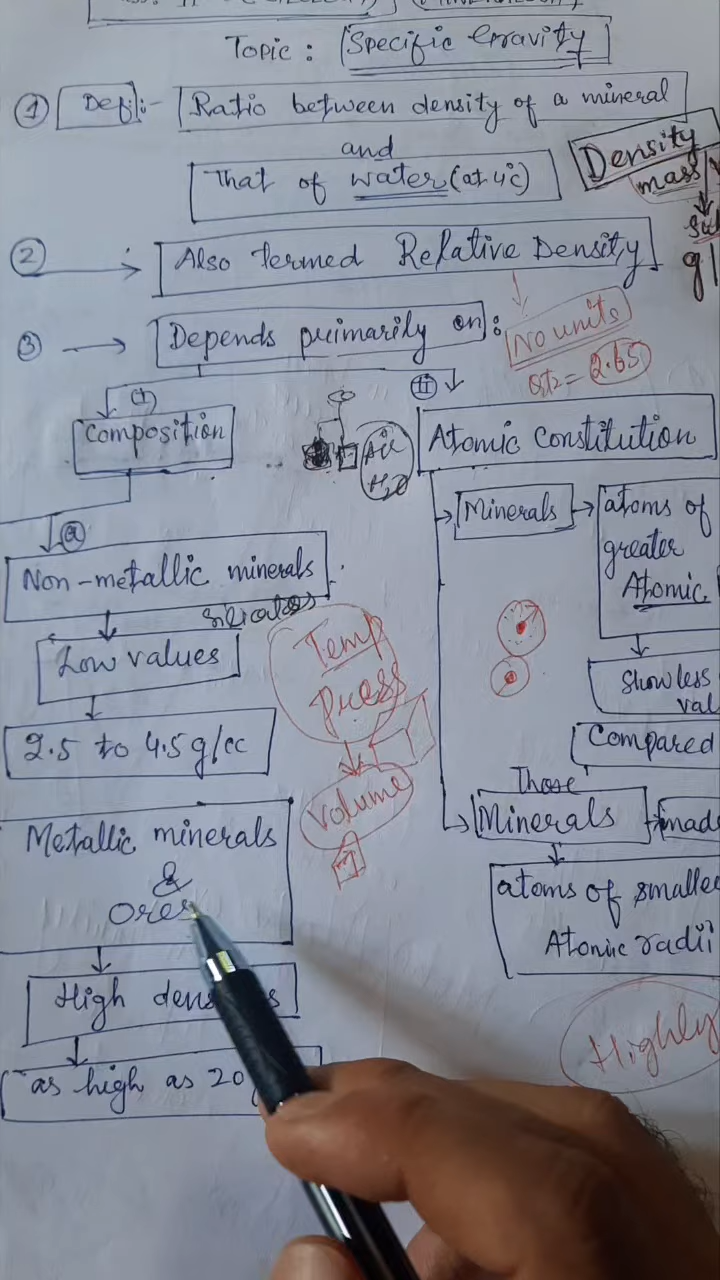 Topic : Specific Gravity
① Defi:- Ratio between density of a mineral
and
That of water (at 4°c)
Density
mass
② Also termed Relative Density
No units
Qtz = 2.65
③ Depends primarily on :
(I)
Composition
Air
H2O
(II)
Atomic Constitution
Minerals
atoms of
greater
Atomic
Show less
val
Compared
Those
Minerals
made
atoms of smaller
Atomic radii
Highly
ⓐ
Non-metallic minerals
silicates
Low values
2.5 to 4.5 g/cc
Temp
Press
Volume
Metallic minerals
&
Ores
High dens
as high as 20